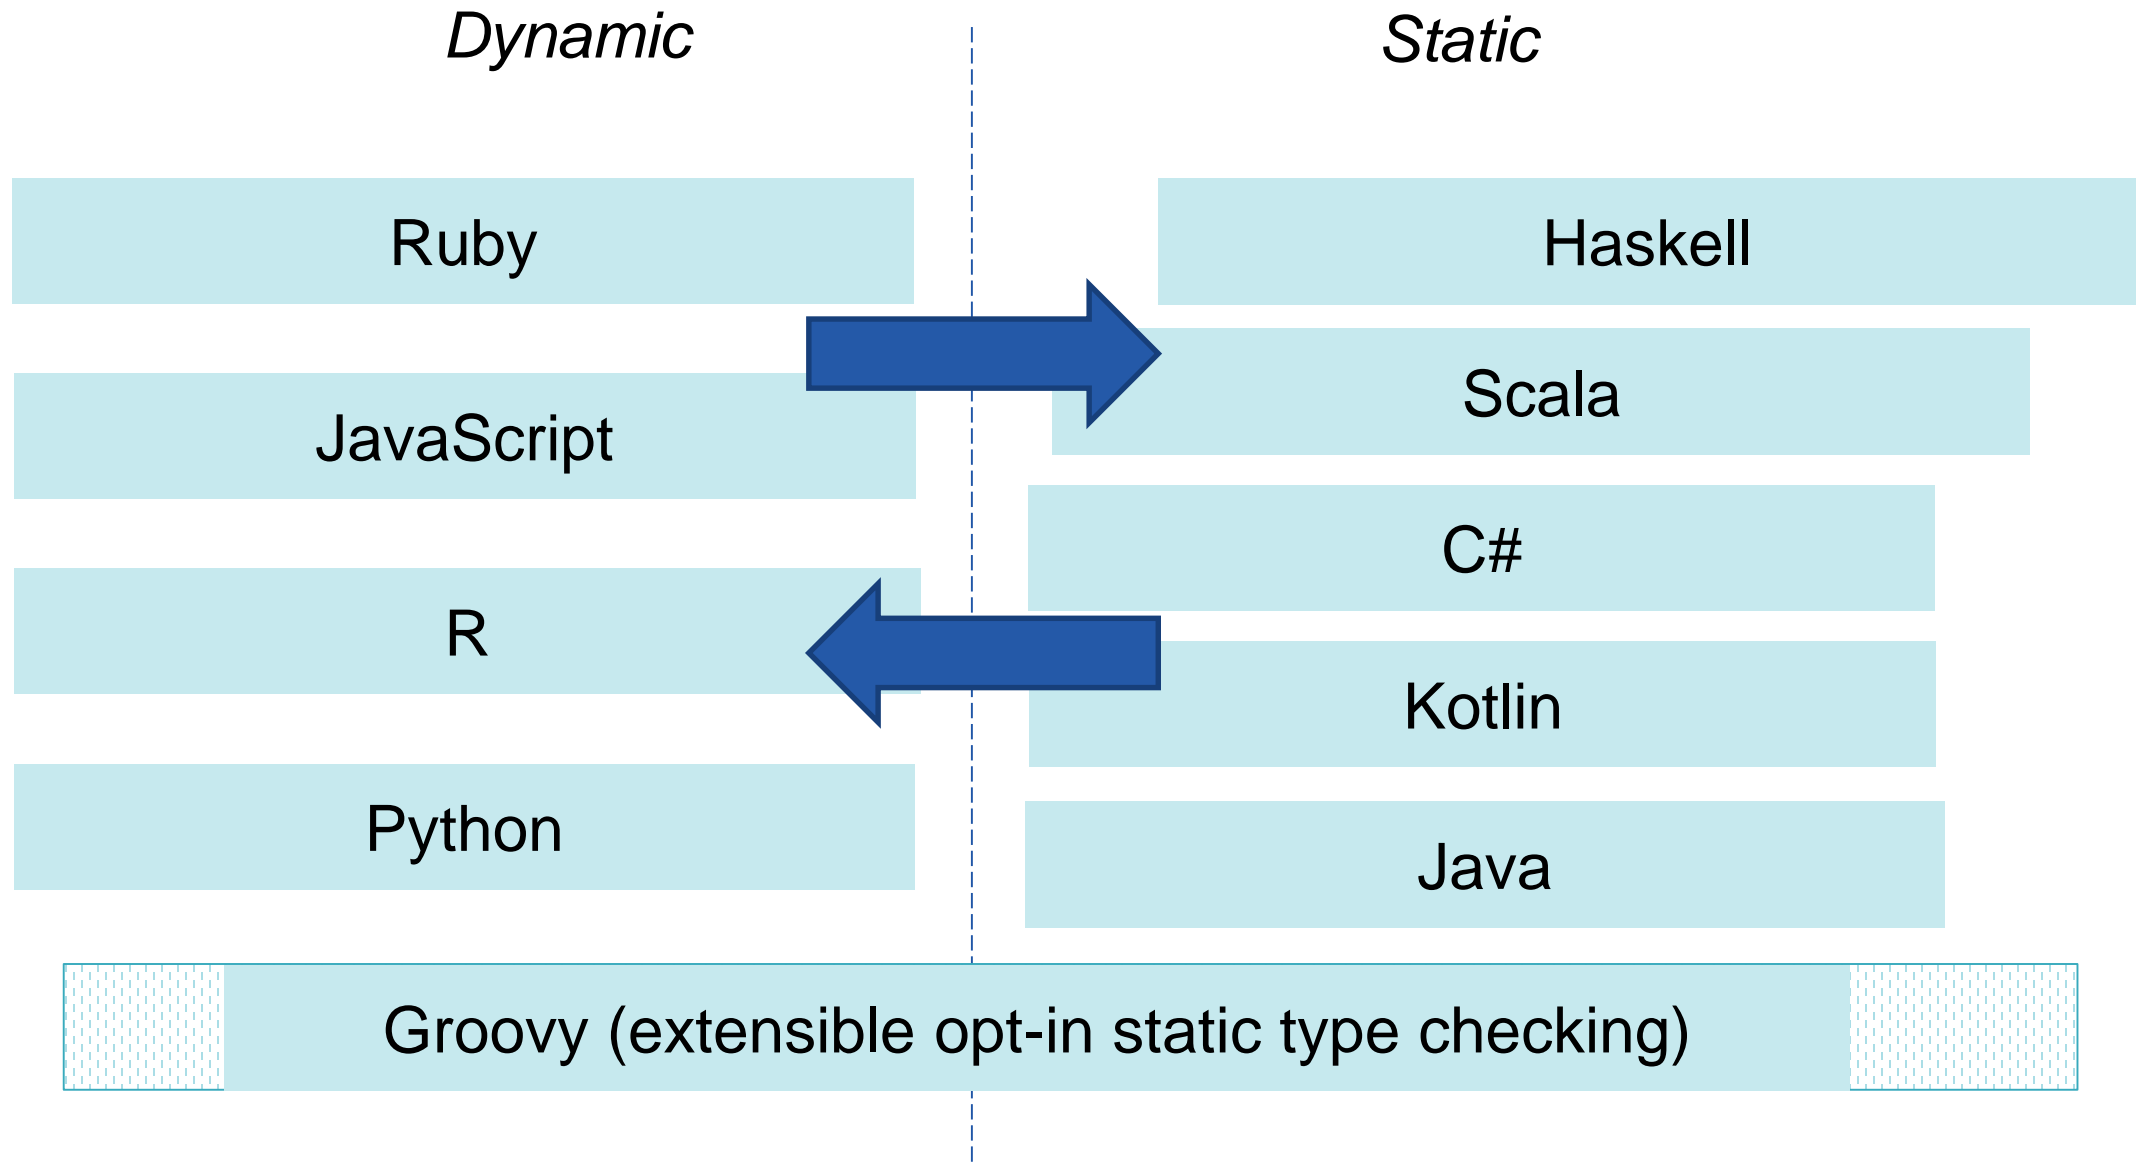 Dynamic
Static
Ruby
Haskell
Scala
JavaScript
C#
R
Kotlin
Python
Java
Groovy (extensible opt-in static type checking)